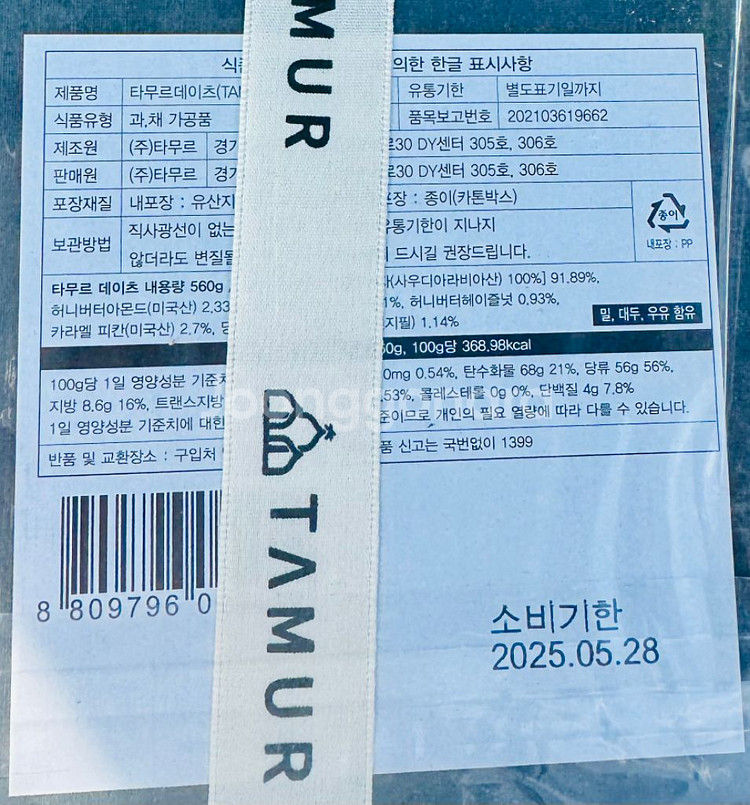 MUR
식품 의한 한글 표시사항
제품명 타무르데이츠(TA 유통기한 별도표기일까지
식품유형 과,채 가공품 품목보고번호 202103619662
제조원 (주)타무르 경기 로30 DY센터 305호, 306호
판매원 (주)타무르 경기 로30 DY센터 305호, 306호
포장재질 내포장 : 유산지 포장 : 종이(카톤박스)
보관방법 직사광선이 없는 유통기한이 지나지
않더라도 변질될 드시길 권장드립니다.
종이
내포장 : PP
타무르 데이츠 내용량 560g (사우디아라비아산) 100%] 91.89%,
허니버터아몬드(미국산) 2.33 1%, 허니버터헤이즐넛 0.93%,
카라멜 피칸(미국산) 2.7%, 지필) 1.14%
밀, 대두, 우유 함유
60g, 100g당 368.98kcal
100g당 1일 영양성분 기준치 0mg 0.54%, 탄수화물 68g 21%, 당류 56g 56%,
지방 8.6g 16%, 트랜스지방 .53%, 콜레스테롤 0g 0%, 단백질 4g 7.8%
1일 영양성분 기준치에 대한 준이므로 개인의 필요 열량에 따라 다를 수 있습니다.
반품 및 교환장소 : 구입처 품 신고는 국번없이 1399
8 809796 0
TAMUR
소비기한
2025.05.28